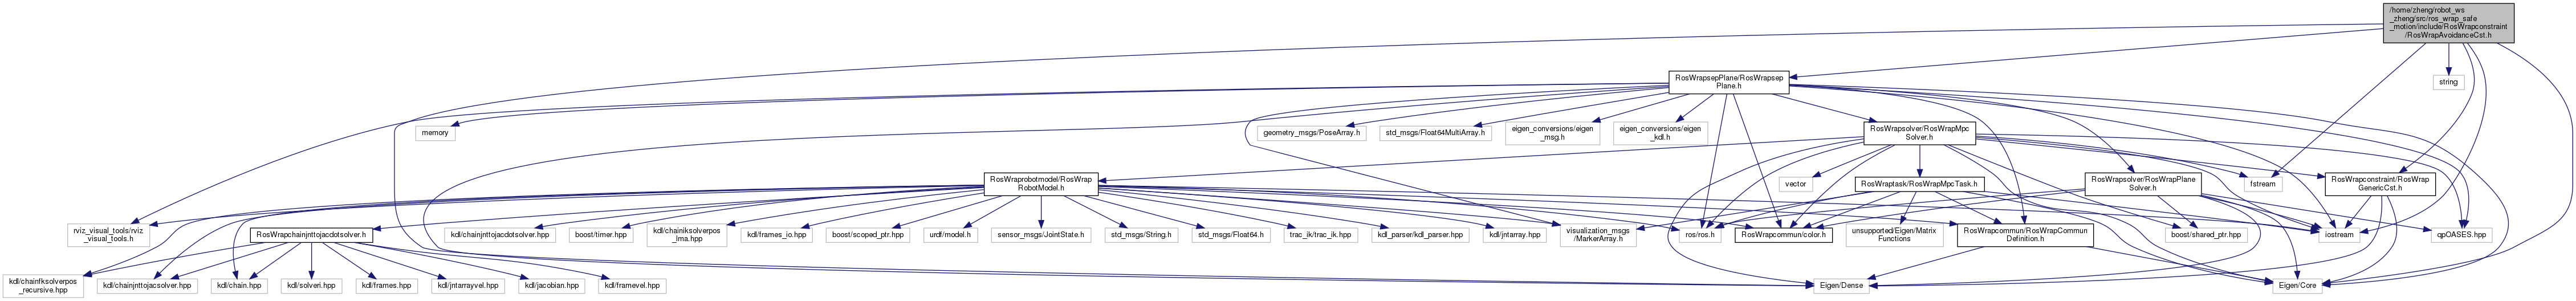 /home/zheng/robot_ws
_zheng/src/ros_wrap_safe
_motion/include/RosWrapconstraint
/RosWrapAvoidanceCst.h
RosWrapsepPlane/RosWrapsep
Plane.h
string
memory
geometry_msgs/PoseArray.h
std_msgs/Float64MultiArray.h
eigen_conversions/eigen
_msg.h
eigen_conversions/eigen
_kdl.h
RosWrapsolver/RosWrapMpc
Solver.h
RosWraprobotmodel/RosWrap
RobotModel.h
vector
RosWraptask/RosWrapMpcTask.h
RosWrapsolver/RosWrapPlane
Solver.h
fstream
RosWrapconstraint/RosWrap
GenericCst.h
rviz_visual_tools/rviz
_visual_tools.h
RosWrapchainjnttojacdotsolver.h
kdl/chainjnttojacdotsolver.hpp
boost/timer.hpp
kdl/chainiksolverpos
_lma.hpp
kdl/frames_io.hpp
boost/scoped_ptr.hpp
urdf/model.h
sensor_msgs/JointState.h
std_msgs/String.h
std_msgs/Float64.h
trac_ik/trac_ik.hpp
kdl_parser/kdl_parser.hpp
kdl/jntarray.hpp
visualization_msgs
/MarkerArray.h
ros/ros.h
RosWrapcommun/color.h
unsupported/Eigen/Matrix
Functions
RosWrapcommun/RosWrapCommun
Definition.h
boost/shared_ptr.hpp
iostream
qpOASES.hpp
kdl/chainfksolverpos
_recursive.hpp
kdl/chainjnttojacsolver.hpp
kdl/chain.hpp
kdl/solveri.hpp
kdl/frames.hpp
kdl/jntarrayvel.hpp
kdl/jacobian.hpp
kdl/framevel.hpp
Eigen/Dense
Eigen/Core